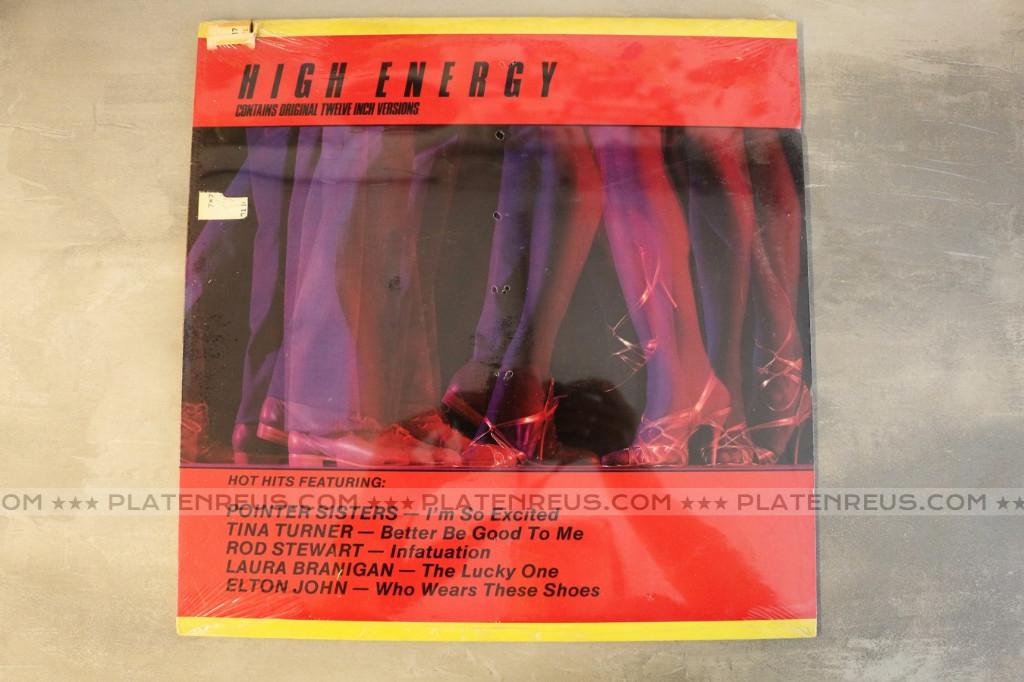 HIGH ENERGY
CONTAINS ORIGINAL TWELVE INCH VERSIONS
HOT HITS FEATURING:
OM ★★★ PLATENREUS.COM ★★★ PLATENREUS.COM ★★★ PLATENREUS.COM ★★
POINTER SISTERS — I'm So Excited
TINA TURNER — Better Be Good To Me
ROD STEWART — Infatuation
LAURA BRANIGAN — The Lucky One
ELTON JOHN — Who Wears These Shoes